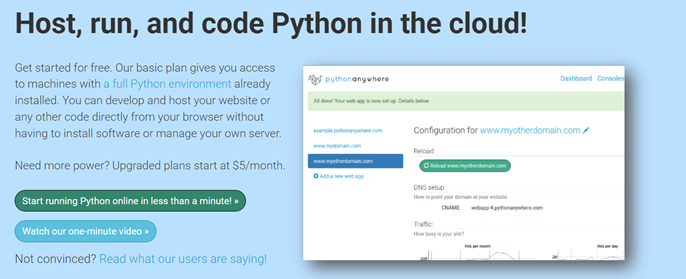 Host, run, and code Python in the cloud!
Get started for free. Our basic plan gives you access
to machines with a full Python environment already
installed. You can develop and host your website or
any other code directly from your browser without
having to install software or manage your own server.
Need more power? Upgraded plans start at $5/month.
Start running Python online in less than a minute! »
Watch our one-minute video »
Not convinced? Read what our users are saying!
pythonanywhere
Dashboard Consoles
All done! Your web app is now set up. Details below.
example.pythonanywhere.com
www.mydomain.com
www.myotherdomain.com
Add a new web app
Configuration for www.myotherdomain.com
Reload:
Reload www.myotherdomain.com
DNS setup:
How to point your domain at your website.
CNAME: webapp-4.pythonanywhere.com
Traffic:
How busy is your site?
Hits per month
Hits per day